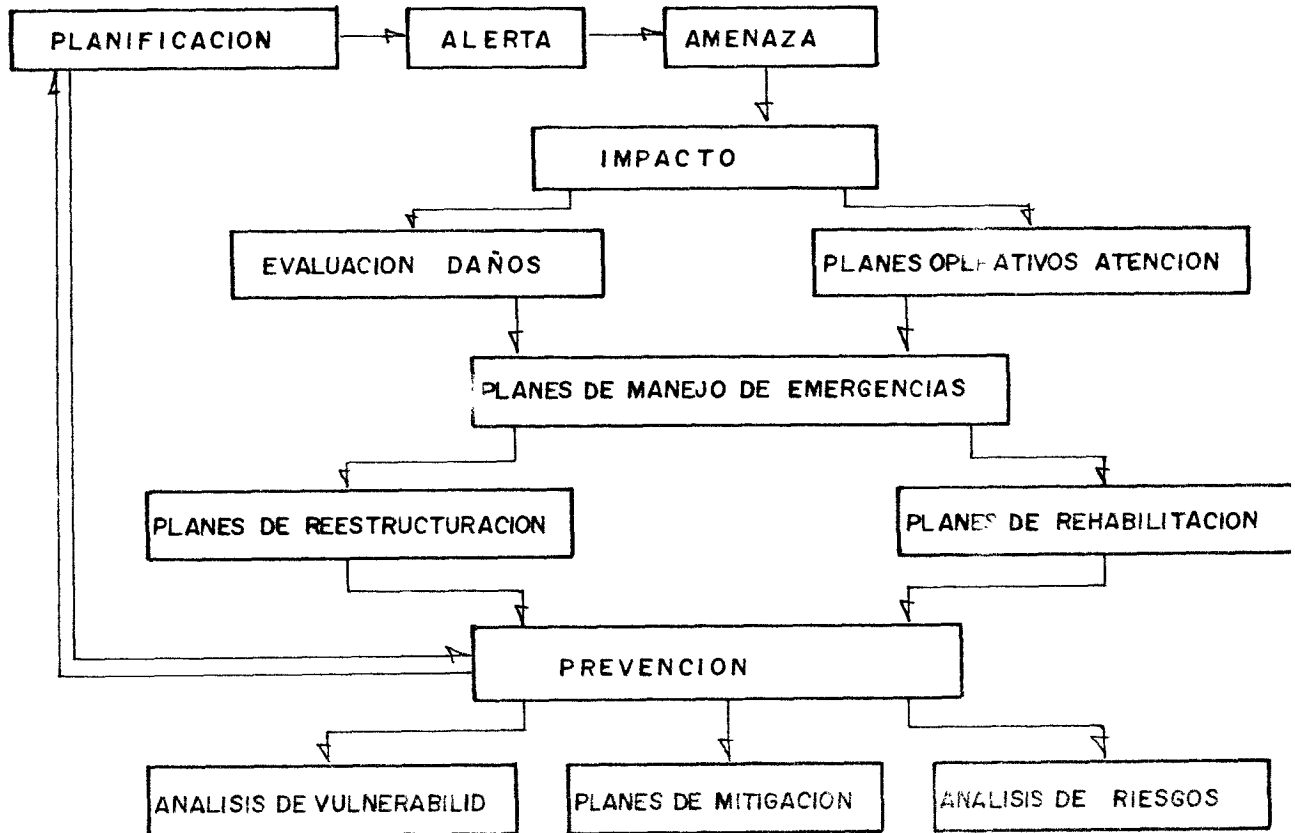 PLANIFICACION
ALERTA
AMENAZA
IMPACTO
EVALUACION DAÑOS
PLANES ATENCION
PLANES DE MANEJO DE EMERGENCIAS
PLANES DE REESTRUCTURACION
PLANES DE REHABILITACION
PREVENCION
ANALISIS DE VULNERABILID
PLANES DE MITIGACION
ANALISIS DE RIESGOS